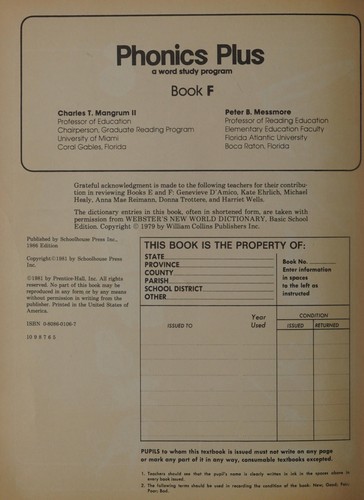 Phonics Plus
a word study program
Book F
Charles T. Mangrum II
Professor of Education
Chairperson, Graduate Reading Program
University of Miami
Coral Gables, Florida
Peter B. Messmore
Professor of Reading Education
Elementary Education Faculty
Florida Atlantic University
Boca Raton, Florida
Grateful acknowledgment is made to the following teachers for their contribu-
tion in reviewing Books E and F: Genevieve D'Amico, Kate Ehrlich, Michael
Healy, Anna Mae Reimann, Donna Trottere, and Harriet Wells.
The dictionary entries in this book, often in shortened form, are taken with
permission from WEBSTER'S NEW WORLD DICTIONARY, Basic School
Edition. Copyright © 1979 by William Collins Publishers Inc.
Published by Schoolhouse Press Inc.,
1986 Edition
Copyright©1981 by Schoolhouse Press
Inc.
©1981 by Prentice-Hall, Inc. All rights
reserved. No part of this book may be
reproduced in any form or by any means
without permission in writing from the
publisher. Printed in the United States of
America.
ISBN 0-8086-0106-7
10 9 8 7 6 5
THIS BOOK IS THE PROPERTY OF:
STATE
PROVINCE
COUNTY
PARISH
SCHOOL DISTRICT
OTHER
Book No.
Enter information
in spaces
to the left as
instructed
ISSUED TO
Year
Used
CONDITION
ISSUED RETURNED
PUPILS to whom this textbook is issued must not write on any page
or mark any part of it in any way, consumable textbooks excepted.
1. Teachers should see that the pupil's name is clearly written in ink in the spaces above in
every book issued.
2. The following terms should be used in recording the condition of the book: New; Good; Fair;
Poor; Bad.